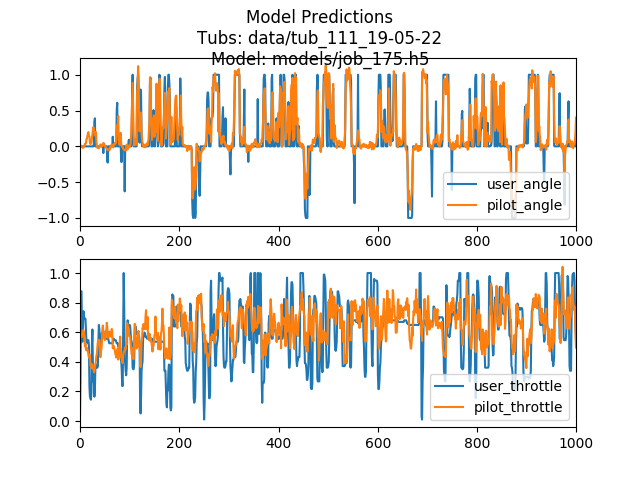 Model Predictions
Tubs: data/tub_111_19-05-22
Model: models/job_175.h5
1.0
0.5
0.0
−0.5
−1.0
user_angle
pilot_angle
0 200 400 600 800 1000
1.0
0.8
0.6
0.4
0.2
0.0
user_throttle
pilot_throttle
0 200 400 600 800 1000